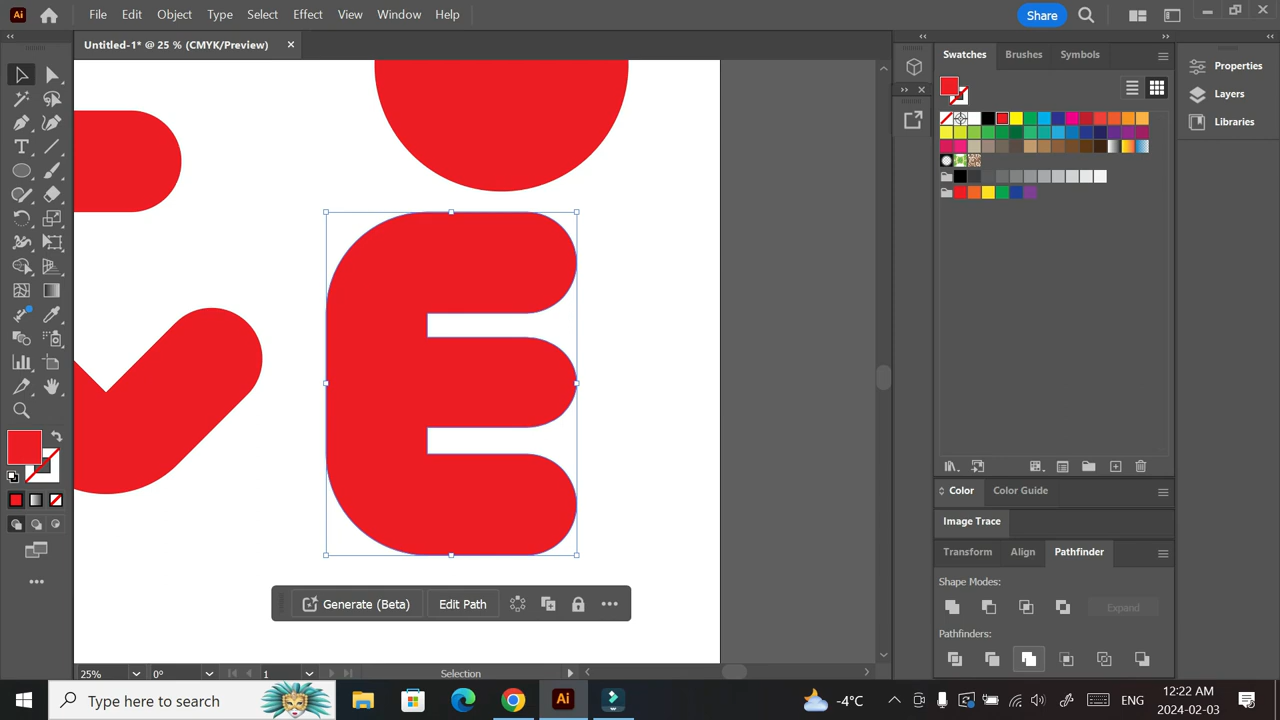 Ai File Edit Object Type Select Effect View Window Help Share
Untitled-1* @ 25 % (CMYK/Preview)
Swatches Brushes Symbols
Properties
Layers
Libraries
E
Generate (Beta) Edit Path
Color Color Guide
Image Trace
Transform Align Pathfinder
Shape Modes:
Expand
Pathfinders:
25% 0° 1 Selection
Type here to search
Ai
-4°C
ENG
12:22 AM
2024-02-03